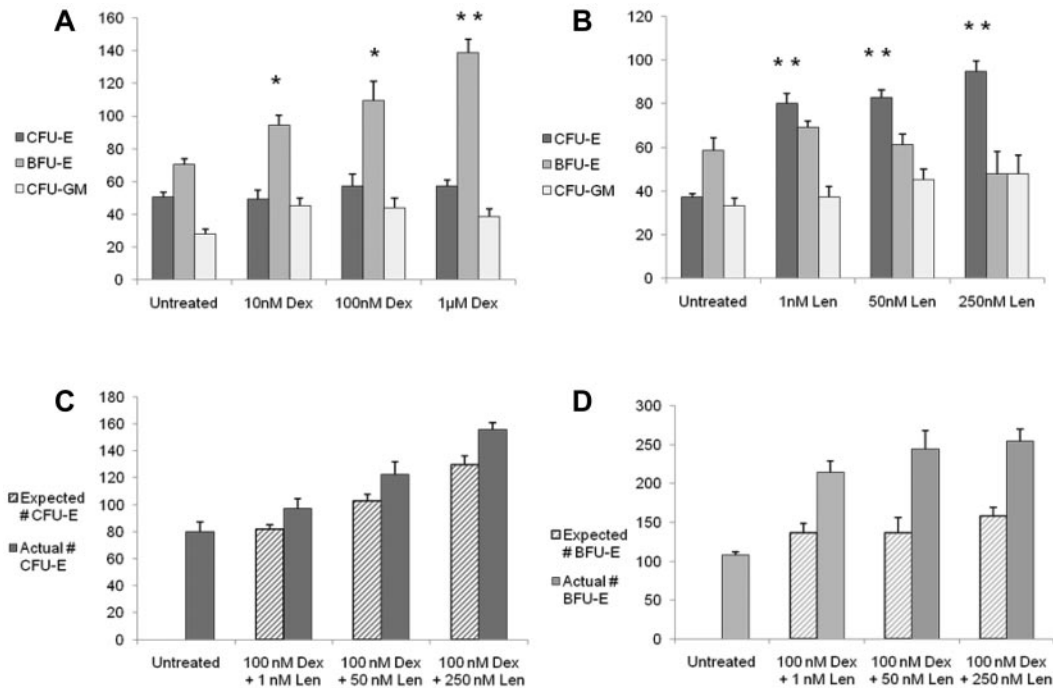 A
160
140
120
100
80
60
40
20
0
*
*
* *
CFU-E
BFU-E
CFU-GM
Untreated 10nM Dex 100nM Dex 1µM Dex
B
120
100
80
60
40
20
0
* *
* *
* *
CFU-E
BFU-E
CFU-GM
Untreated 1nM Len 50nM Len 250nM Len
C
180
160
140
120
100
80
60
40
20
0
Expected
# CFU-E
Actual #
CFU-E
Untreated 100 nM Dex 100 nM Dex 100 nM Dex
+ 1 nM Len + 50 nM Len + 250 nM Len
D
300
250
200
150
100
50
0
Expected
# BFU-E
Actual #
BFU-E
Untreated 100 nM Dex 100 nM Dex 100 nM Dex
+ 1 nM Len + 50 nM Len + 250 nM Len